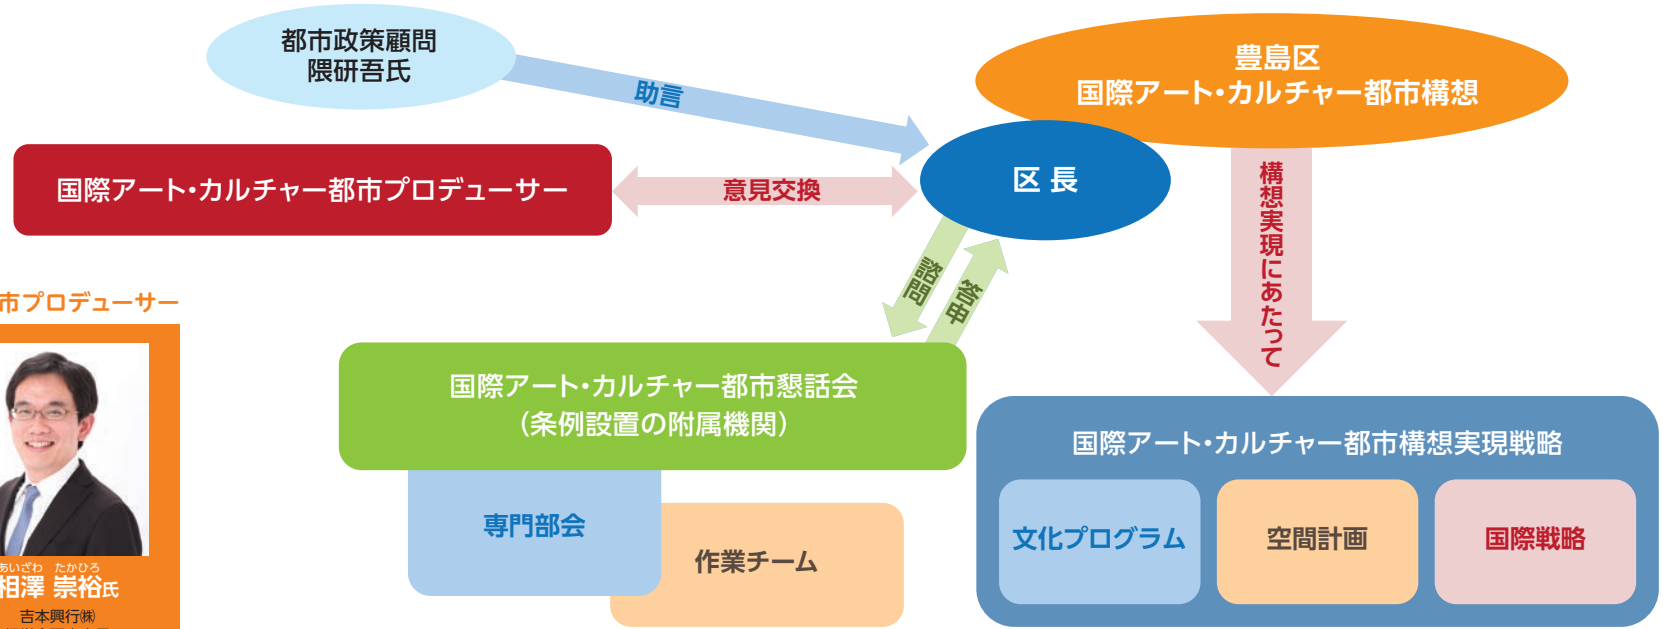 都市政策顧問
隈研吾氏
助言
豊島区
国際アート・カルチャー都市構想
国際アート・カルチャー都市プロデューサー
意見交換
区長
構想実現にあたって
諮問
答申
市プロデューサー
あいざわ たかひろ
相澤 崇裕氏
吉本興行㈱
国際アート・カルチャー都市懇話会
（条例設置の附属機関）
専門部会
作業チーム
国際アート・カルチャー都市構想実現戦略
文化プログラム
空間計画
国際戦略